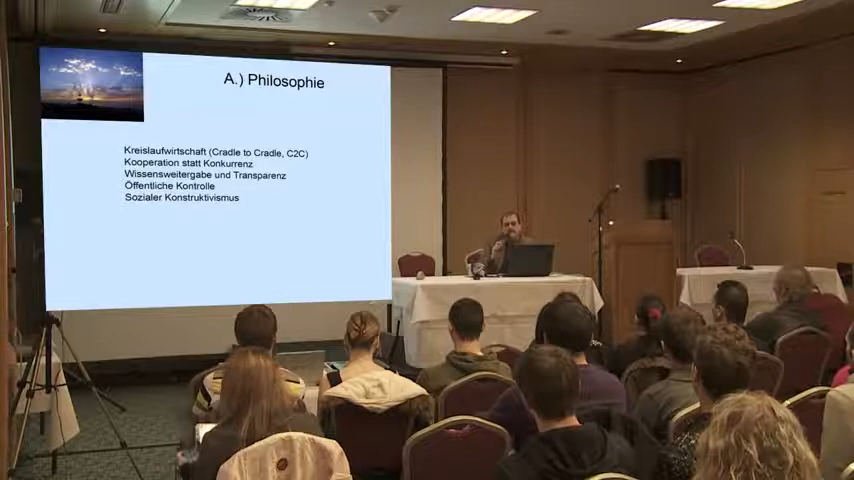 A.) Philosophie
Kreislaufwirtschaft (Cradle to Cradle, C2C)
Kooperation statt Konkurrenz
Wissensweitergabe und Transparenz
Öffentliche Kontrolle
Sozialer Konstruktivismus